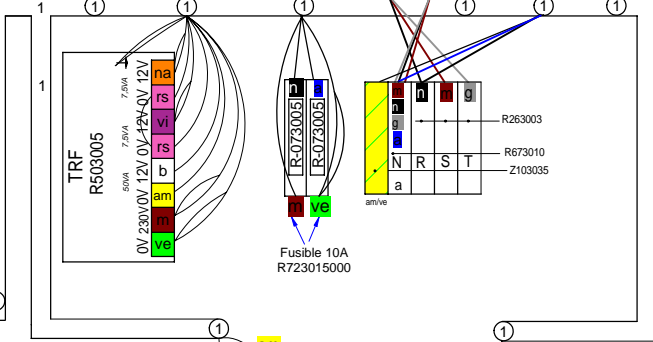 1
1
1
1
1
1
1
1
TRF
R503005
12V
0V
7,5VA
12V
0V
7,5VA
12V
0V
50VA
230V
0V
na
rs
vi
rs
b
am
m
ve
n
a
R-073005
R-073005
m
ve
Fusible 10A
R723015000
m
n
g
a
N
a
n
R
m
S
g
T
am/ve
R263003
R673010
Z103035
1
1